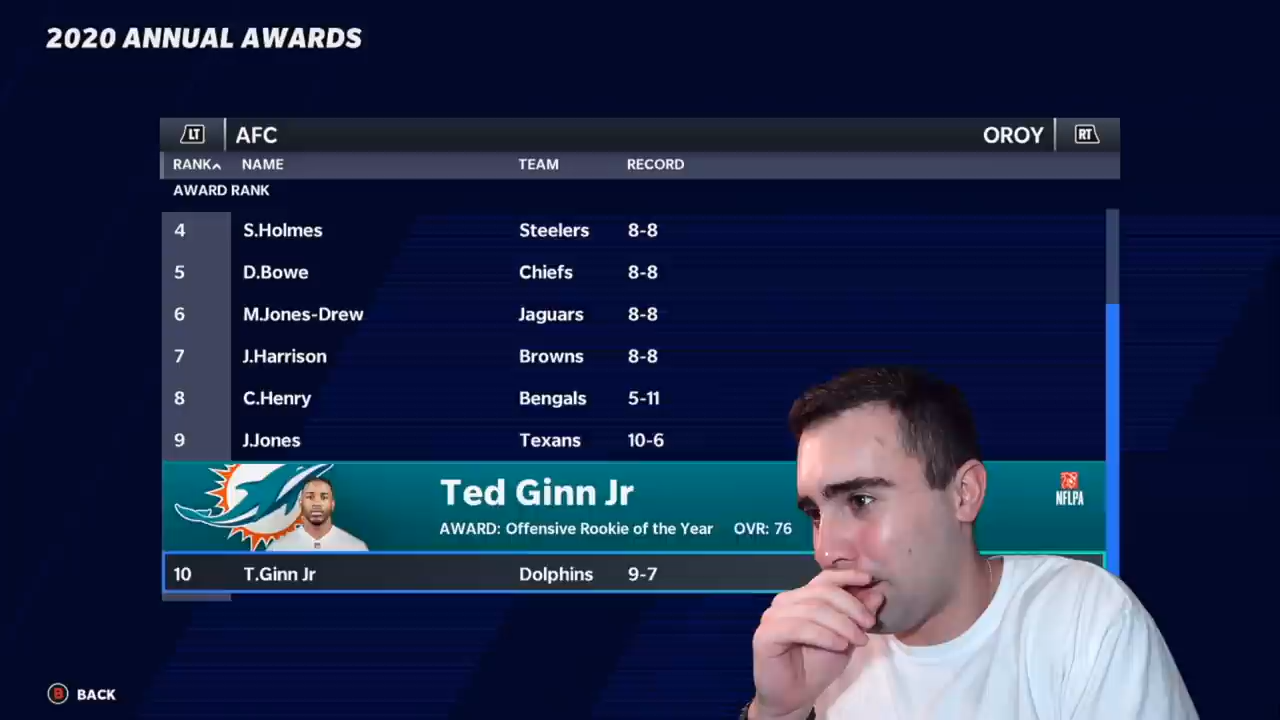 2020 ANNUAL AWARDS
LT AFC OROY RT
RANK NAME TEAM RECORD
AWARD RANK
4 S.Holmes Steelers 8-8
5 D.Bowe Chiefs 8-8
6 M.Jones-Drew Jaguars 8-8
7 J.Harrison Browns 8-8
8 C.Henry Bengals 5-11
9 J.Jones Texans 10-6
Ted Ginn Jr
AWARD: Offensive Rookie of the Year OVR: 76
NFLPA
10 T.Ginn Jr Dolphins 9-7
B BACK